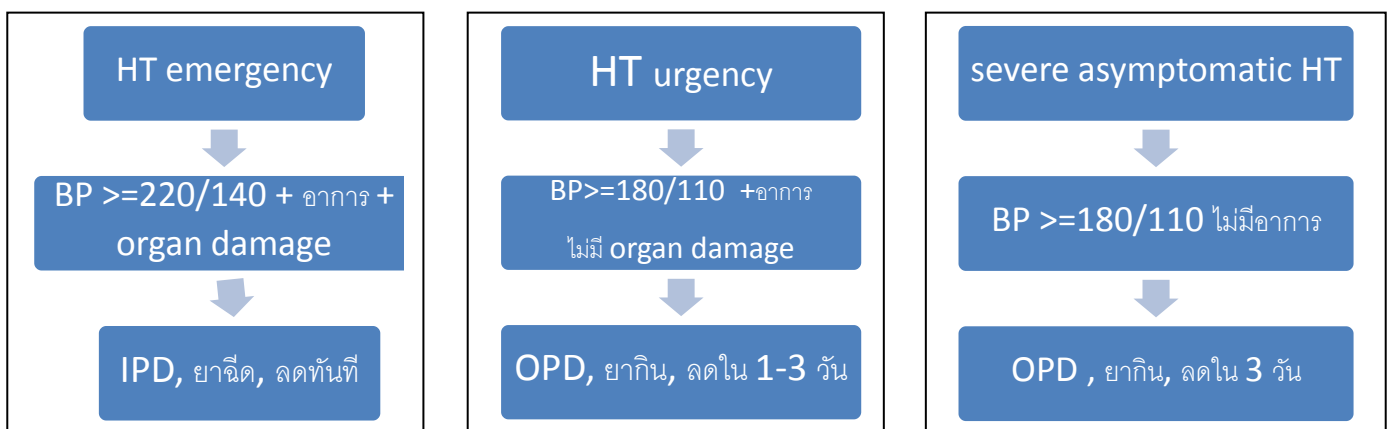 HT emergency
BP >=220/140 + อาการ +
organ damage
IPD, ยาฉีด, ลดทันที
HT urgency
BP>=180/110 +อาการ
ไม่มี organ damage
OPD, ยากิน, ลดใน 1-3 วัน
severe asymptomatic HT
BP >=180/110 ไม่มีอาการ
OPD , ยากิน, ลดใน 3 วัน